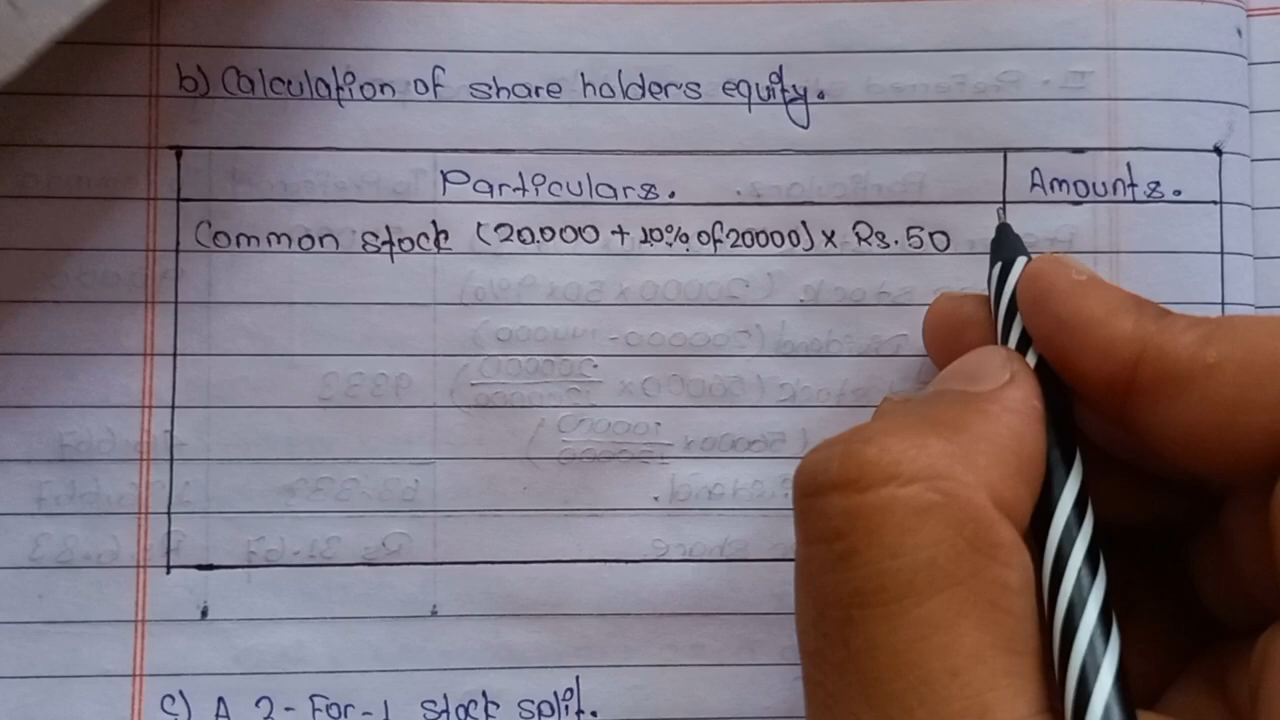 b) Calculation of share holders equity.
Particulars. Amounts.
Common stock (20.000 + 10% of 20000) x Rs. 50
c) A 2-For-1 stock split.